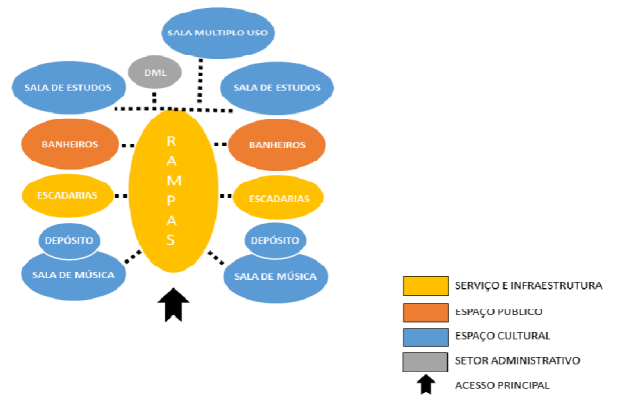 SALA MULTIPLO USO
DML
SALA DE ESTUDOS
SALA DE ESTUDOS
BANHEIROS
BANHEIROS
RAMPAS
ESCADARIAS
ESCADARIAS
DEPÓSITO
DEPÓSITO
SALA DE MÚSICA
SALA DE MÚSICA
SERVIÇO E INFRAESTRUTURA
ESPAÇO PUBLICO
ESPAÇO CULTURAL
SETOR ADMINISTRATIVO
ACESSO PRINCIPAL